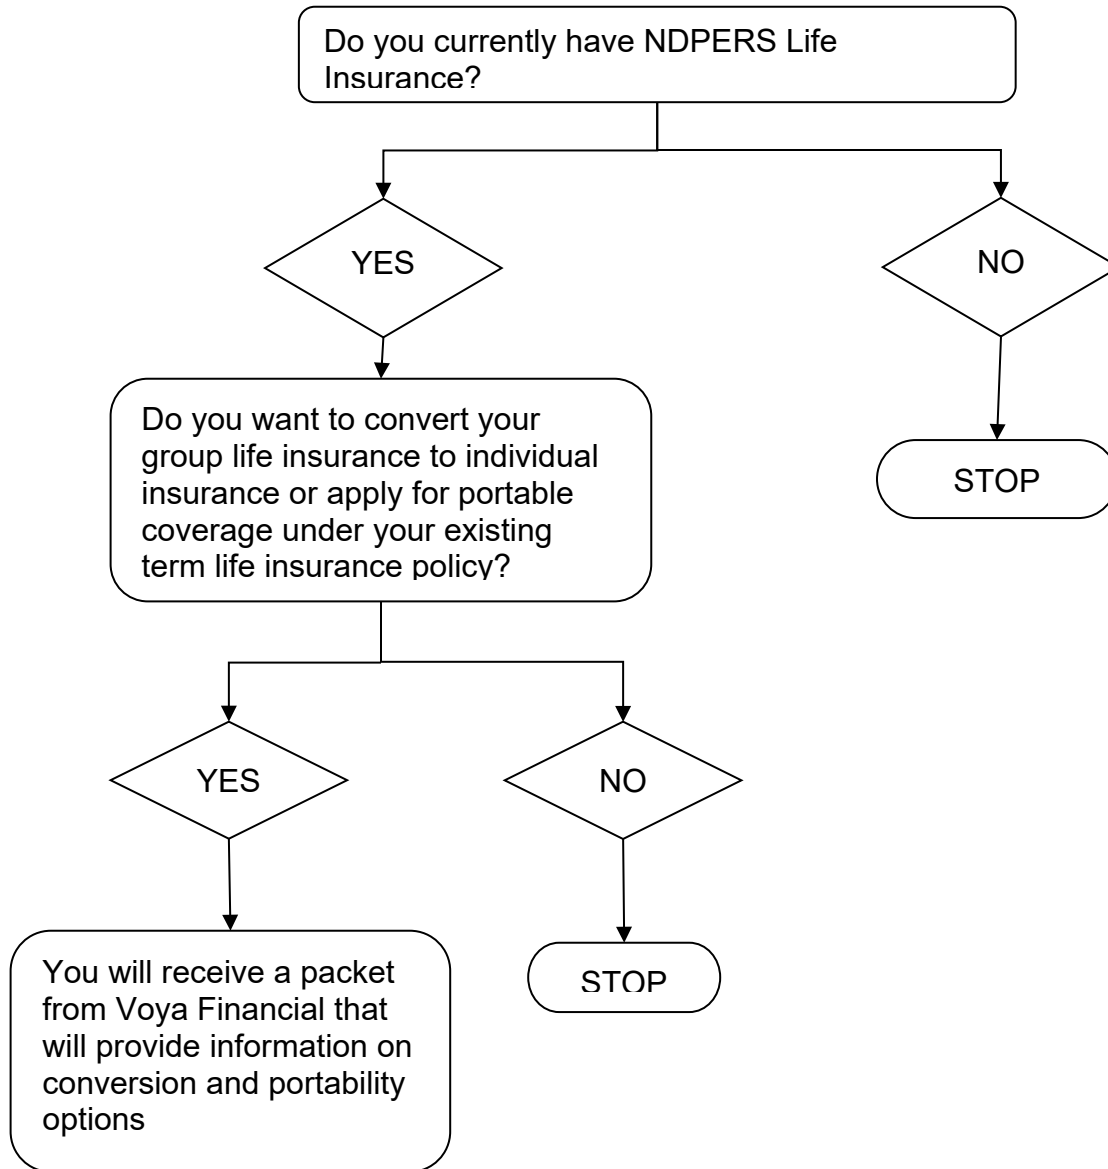 Do you currently have NDPERS Life
Insurance?
YES
NO
Do you want to convert your
group life insurance to individual
insurance or apply for portable
coverage under your existing
term life insurance policy?
STOP
YES
NO
You will receive a packet
from Voya Financial that
will provide information on
conversion and portability
options
STOP